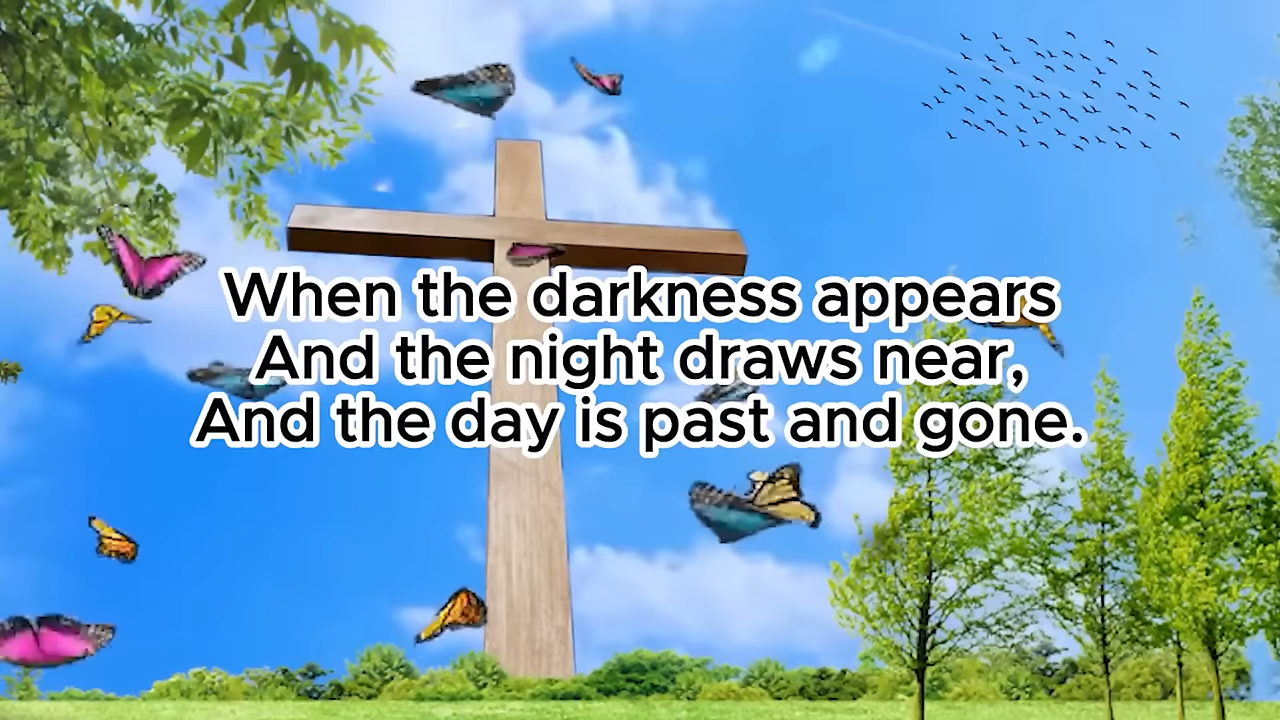 When the darkness appears
And the night draws near,
And the day is past and gone.